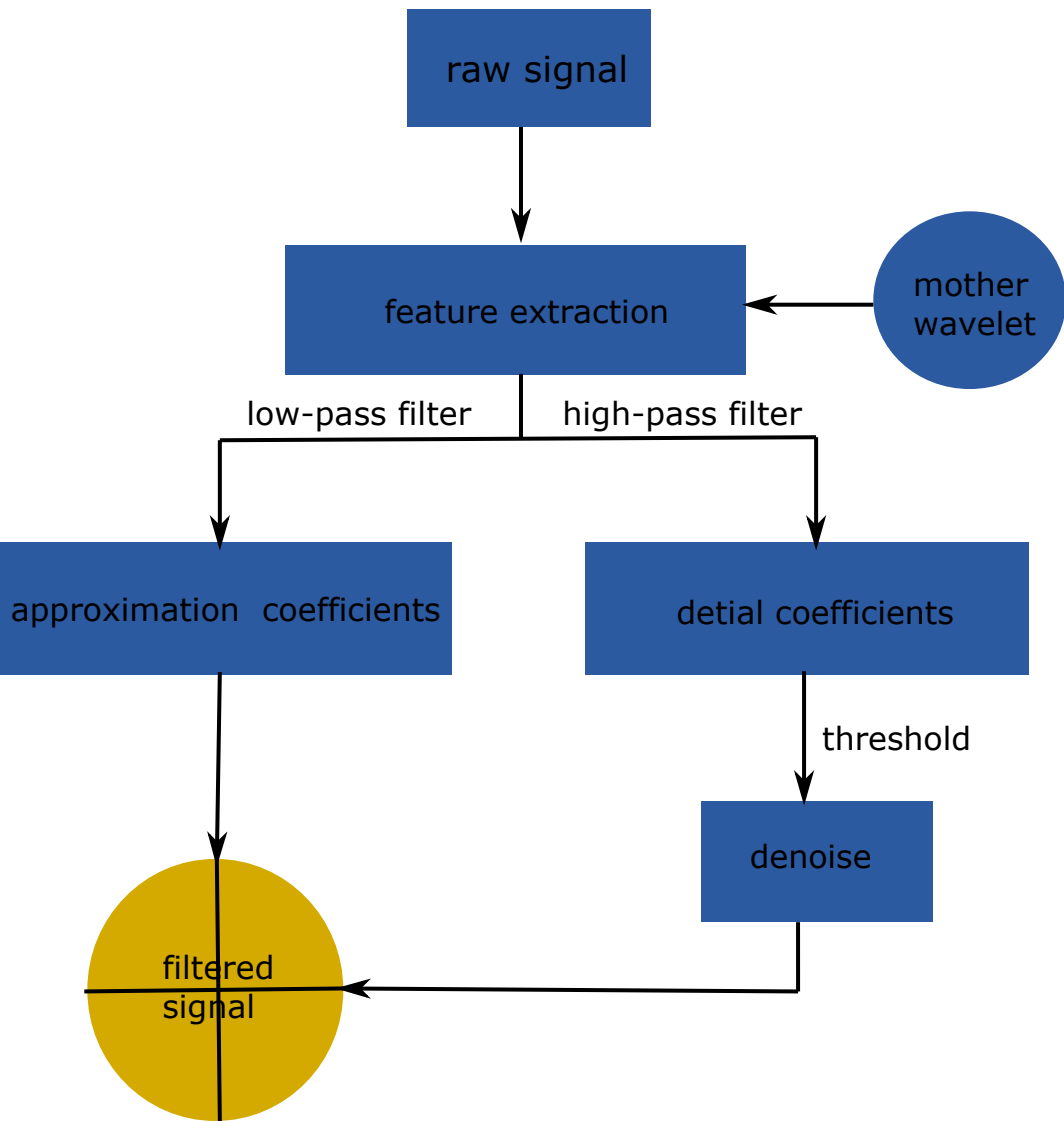 raw signal
feature extraction
mother
wavelet
low-pass filter
high-pass filter
approximation  coefficients
detial coefficients
threshold
denoise
filtered
signal